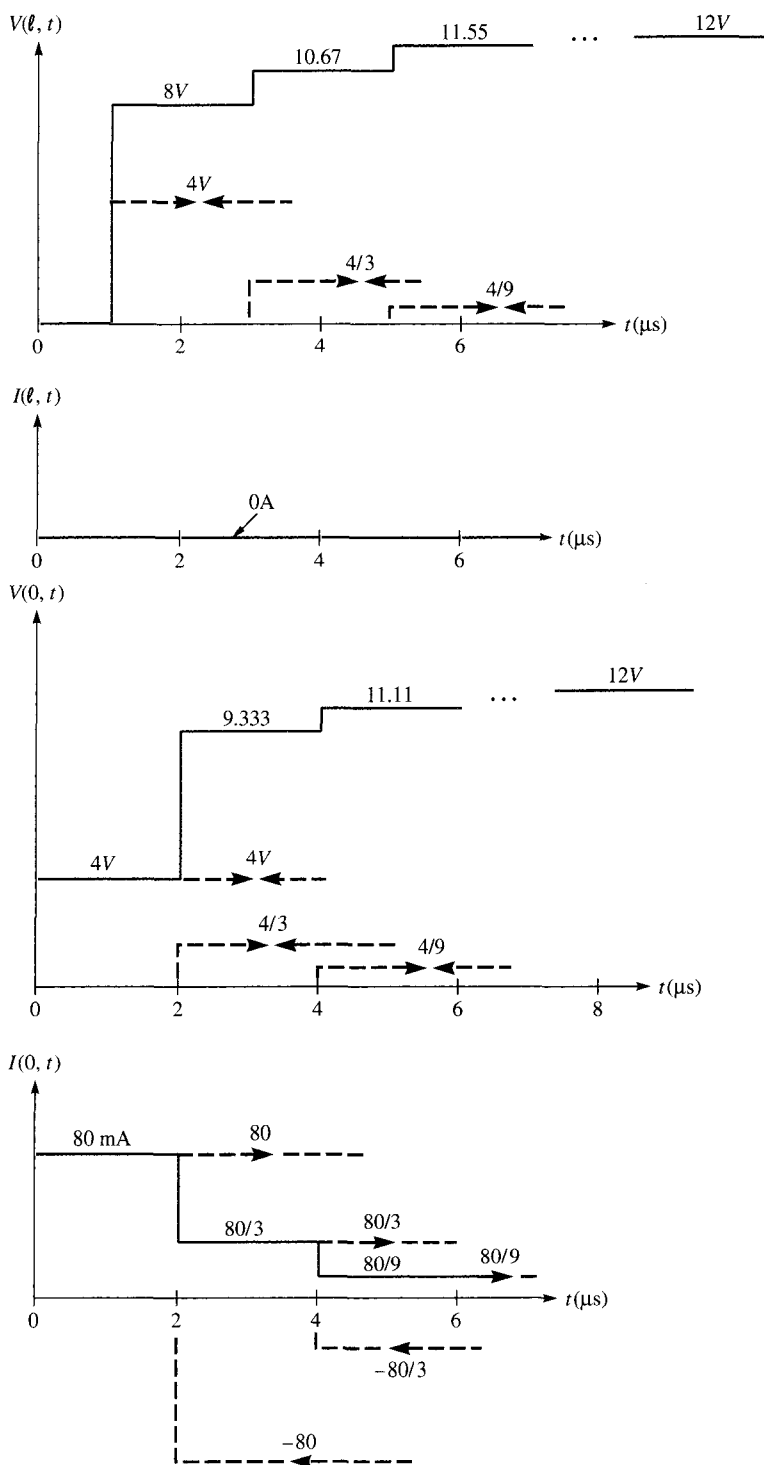 V(ℓ, t)
11.55
... 12V
10.67
8V
4V
4/3
4/9
0 2 4 6 t(μs)
I(ℓ, t)
0A
0 2 4 6 t(μs)
V(0, t)
12V
11.11 ...
9.333
4V 4V
4/3
4/9
0 2 4 6 8 t(μs)
I(0, t)
80 mA 80
80/3 80/3
80/9 80/9
0 2 4 6 t(μs)
−80/3
−80